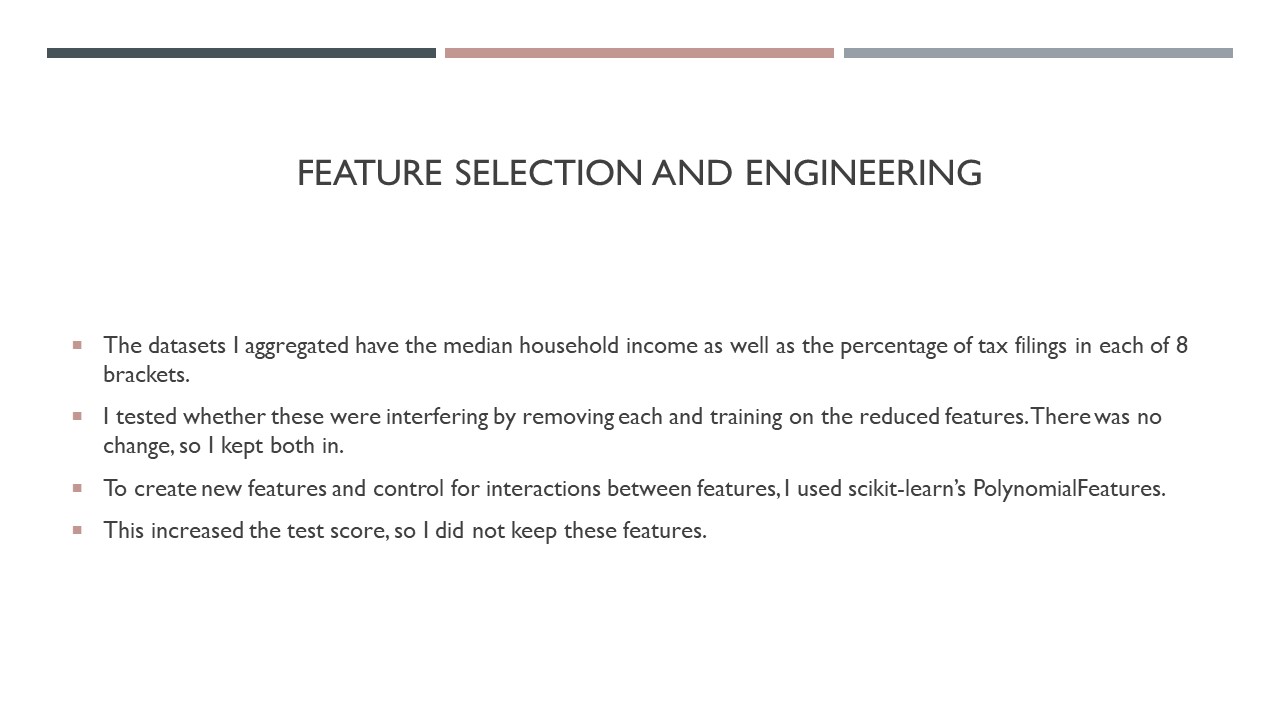 FEATURE SELECTION AND ENGINEERING
The datasets I aggregated have the median household income as well as the percentage of tax filings in each of 8
brackets.
I tested whether these were interfering by removing each and training on the reduced features. There was no
change, so I kept both in.
To create new features and control for interactions between features, I used scikit-learn’s PolynomialFeatures.
This increased the test score, so I did not keep these features.